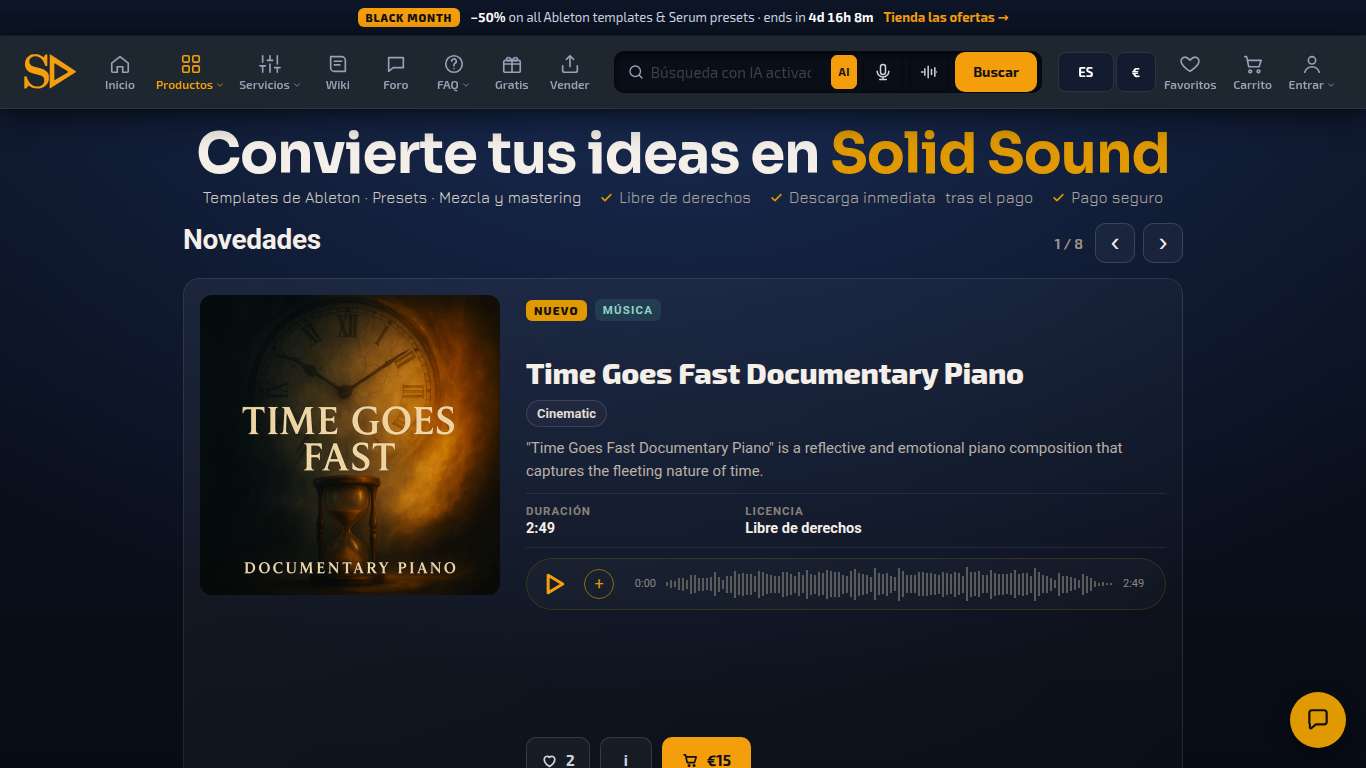 BLACK MONTH −50% on all Ableton templates & Serum presets · ends in 4d 16h 8m Tienda las ofertas →
Inicio Productos Servicios Wiki Foro FAQ Gratis Vender Búsqueda con IA activac AI Buscar ES € Favoritos Carrito Entrar
Convierte tus ideas en Solid Sound
Templates de Ableton · Presets · Mezcla y mastering ✓ Libre de derechos ✓ Descarga inmediata tras el pago ✓ Pago seguro
Novedades 1 / 8 ‹ ›
NUEVO MÚSICA
Time Goes Fast Documentary Piano
Cinematic
"Time Goes Fast Documentary Piano" is a reflective and emotional piano composition that
captures the fleeting nature of time.
DURACIÓN LICENCIA
2:49 Libre de derechos
+ 0:00 2:49
TIME GOES
FAST
DOCUMENTARY PIANO
2 i €15